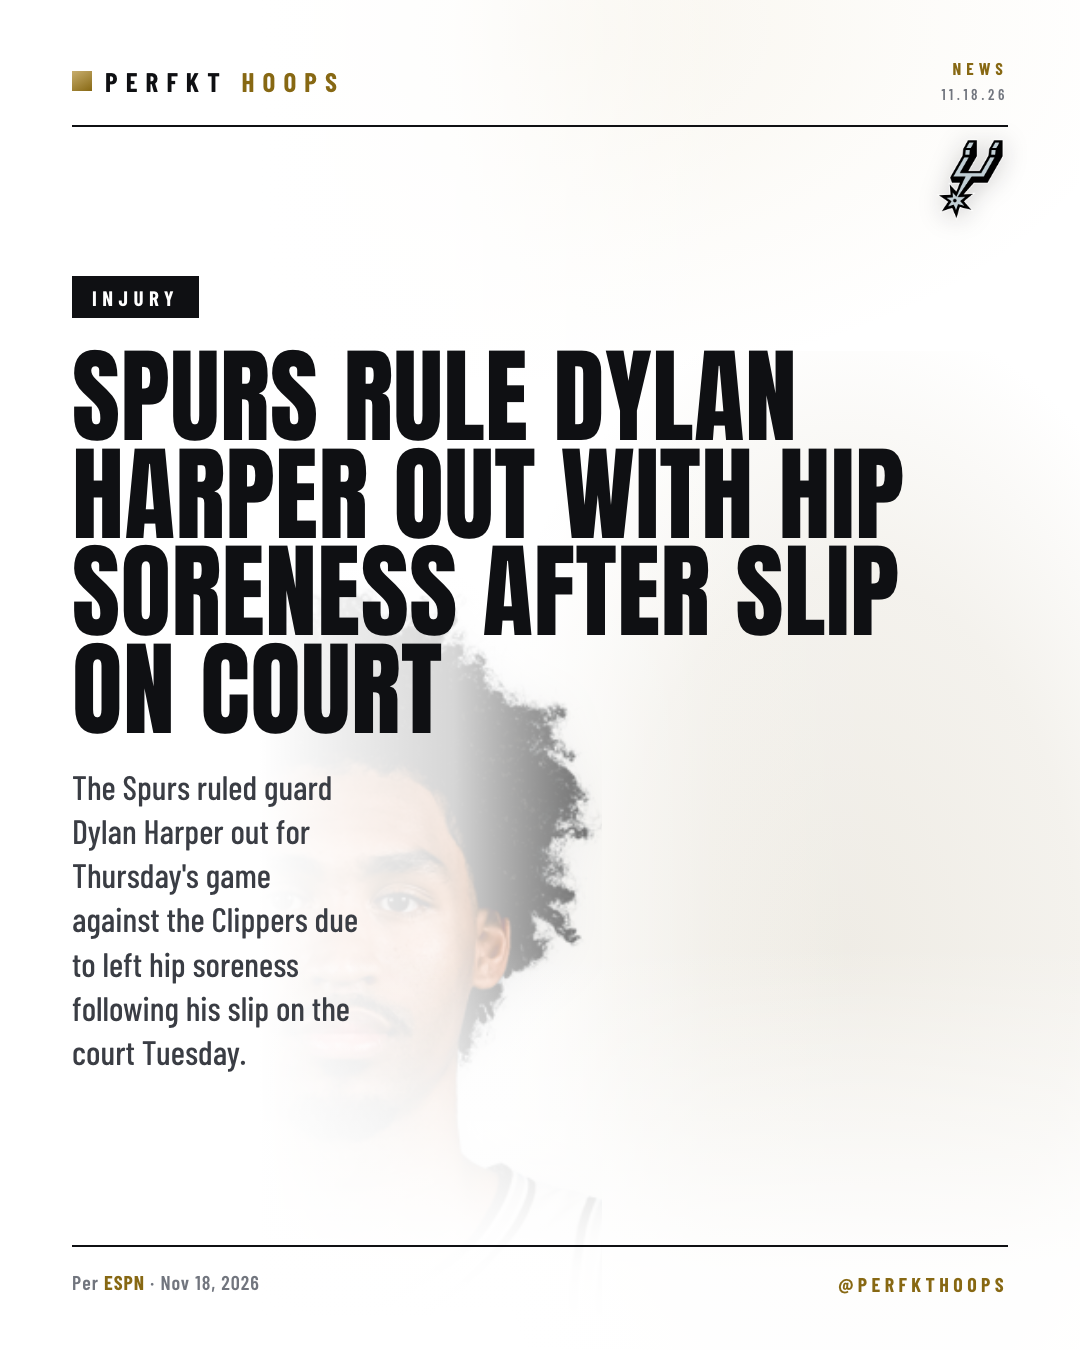 PERFKT HOOPS
NEWS
11.18.26
INJURY
SPURS RULE DYLAN
HARPER OUT WITH HIP
SORENESS AFTER SLIP
ON COURT
The Spurs ruled guard
Dylan Harper out for
Thursday's game
against the Clippers due
to left hip soreness
following his slip on the
court Tuesday.
Per ESPN · Nov 18, 2026
@PERFKTHOOPS